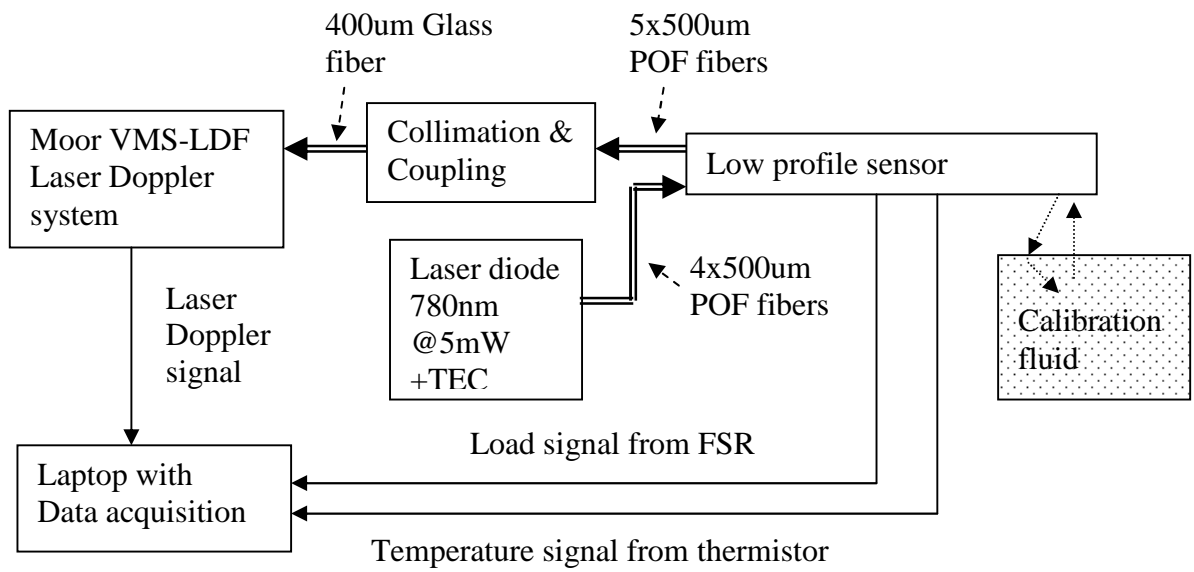 400um Glass
fiber
5x500um
POF fibers
Moor VMS-LDF
Laser Doppler
system
Collimation &
Coupling
Low profile sensor
Laser diode
780nm
@5mW
+TEC
4x500um
POF fibers
Calibration
fluid
Laser
Doppler
signal
Load signal from FSR
Laptop with
Data acquisition
Temperature signal from thermistor